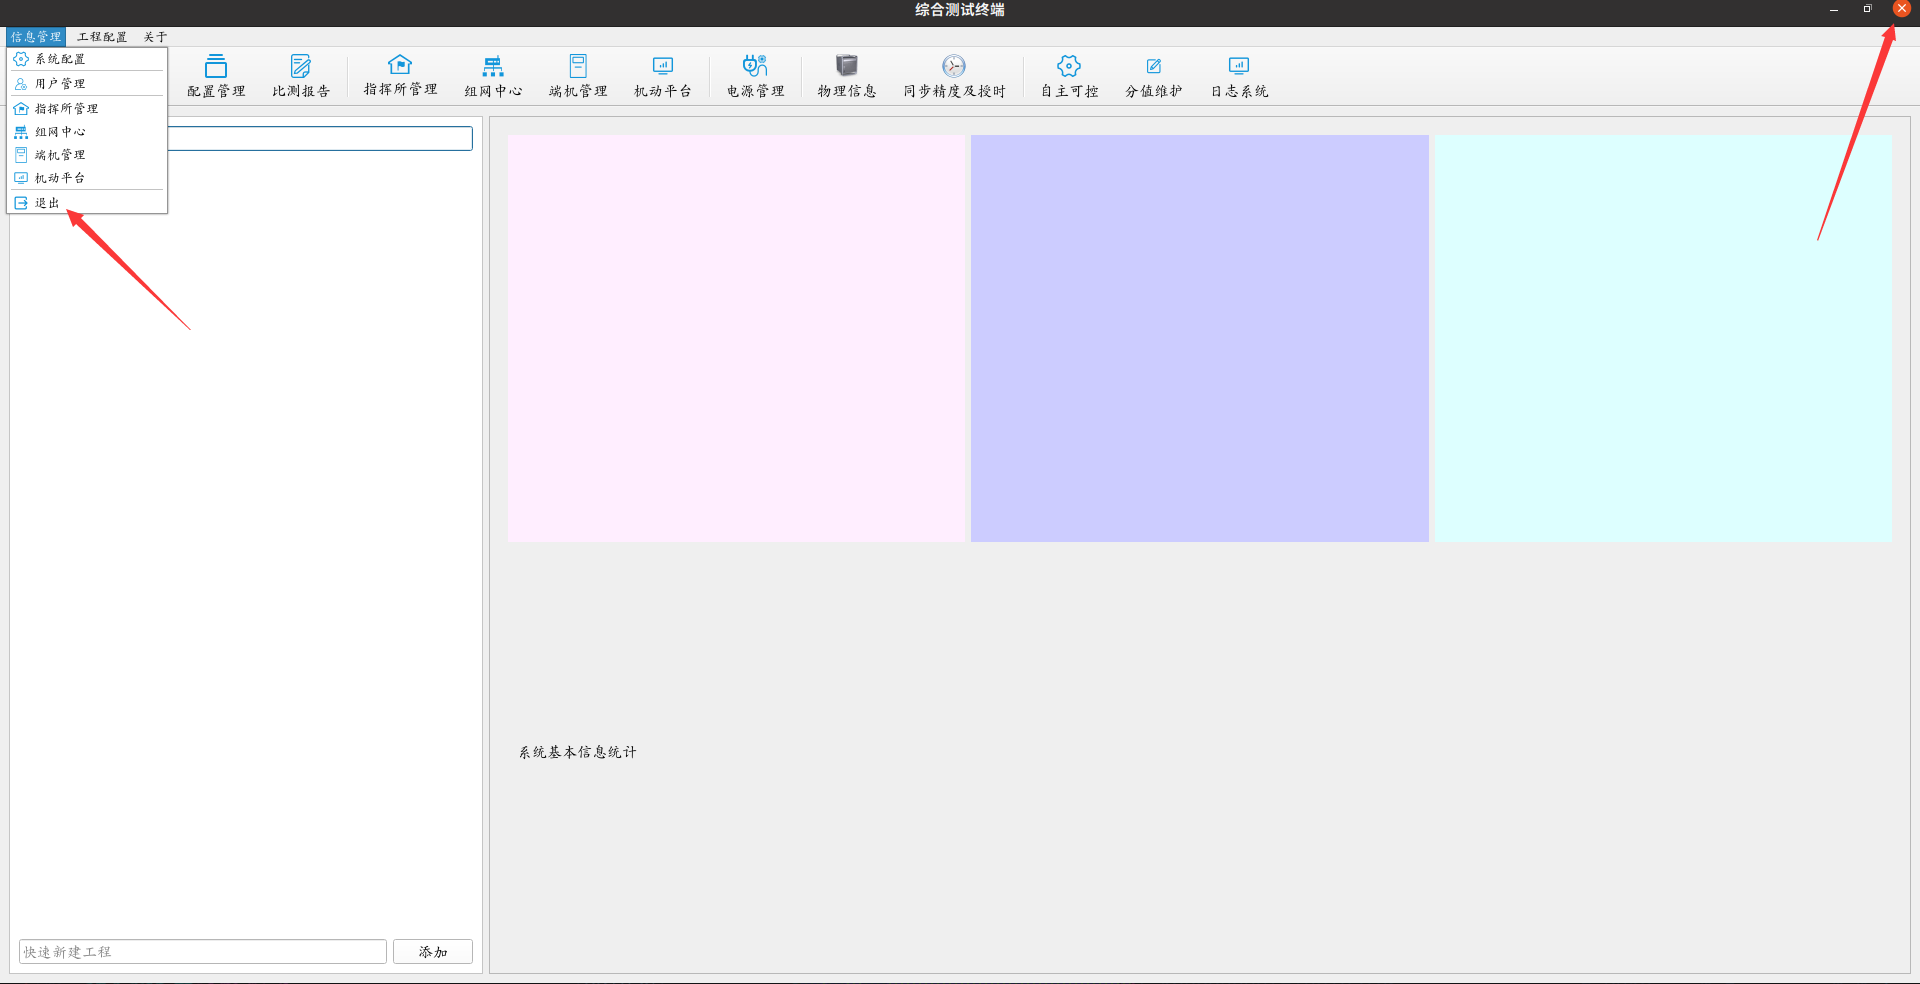 综合测试终端
信息管理 工程配置 关于
系统配置
用户管理
指挥所管理
组网中心
端机管理
机动平台
退出
配置管理 比测报告 指挥所管理 组网中心 端机管理 机动平台 电源管理 物理信息 同步精度及授时 自主可控 分值维护 日志系统
系统基本信息统计
快速新建工程 添加